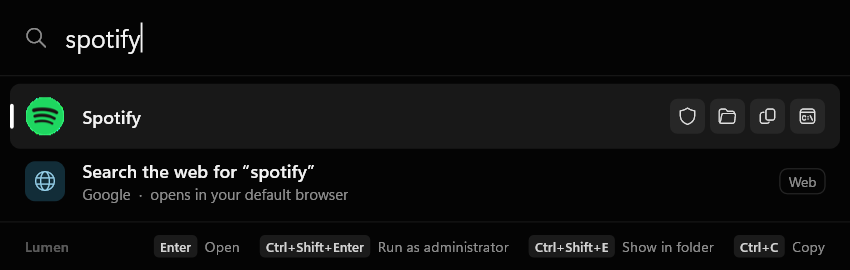 spotify
Spotify
C:\
Search the web for “spotify”
Google · opens in your default browser
Web
Lumen Enter Open Ctrl+Shift+Enter Run as administrator Ctrl+Shift+E Show in folder Ctrl+C Copy